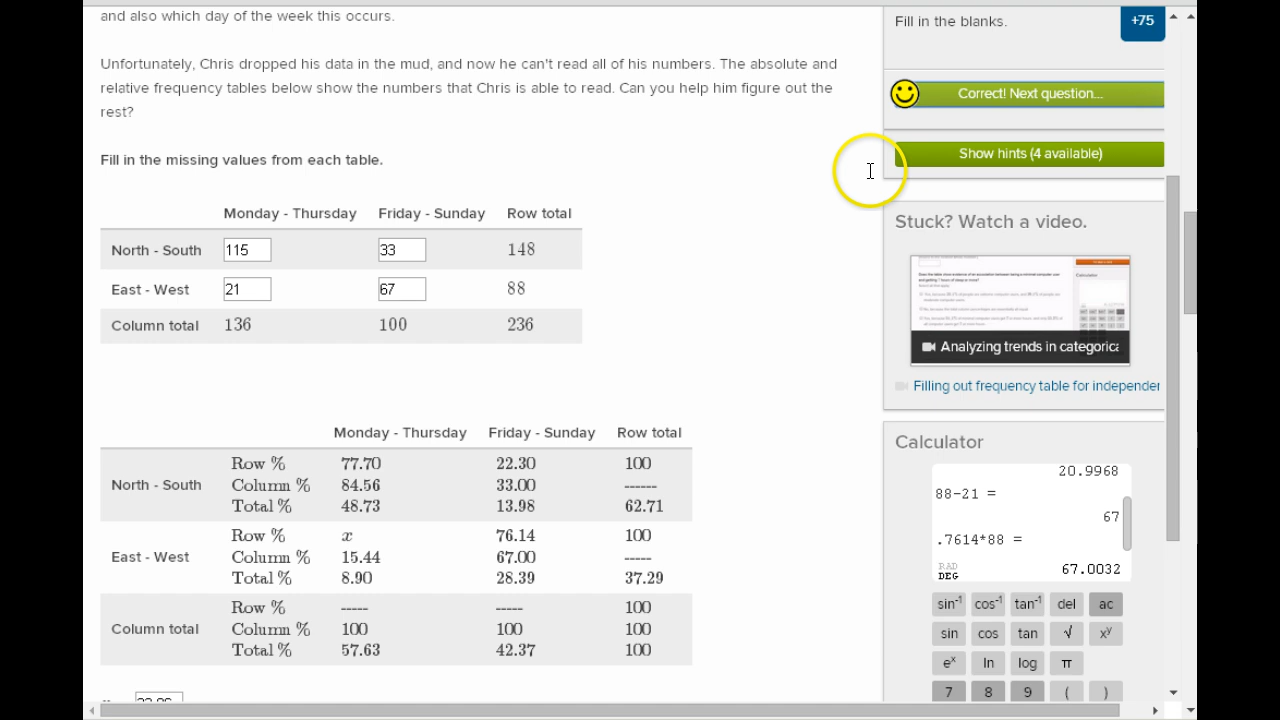 and also which day of the week this occurs.
Unfortunately, Chris dropped his data in the mud, and now he can't read all of his numbers. The absolute and
relative frequency tables below show the numbers that Chris is able to read. Can you help him figure out the
rest?
Fill in the missing values from each table.
Monday - Thursday Friday - Sunday Row total
North - South 115 33 148
East - West 21 67 88
Column total 136 100 236
Monday - Thursday Friday - Sunday Row total
Row % 77.70 22.30 100
North - South Column % 84.56 33.00 ------
Total % 48.73 13.98 62.71
Row % x 76.14 100
East - West Column % 15.44 67.00 -----
Total % 8.90 28.39 37.29
Row % ----- ----- 100
Column total Column % 100 100 100
Total % 57.63 42.37 100
Fill in the blanks.
+75
Correct! Next question...
Show hints (4 available)
Stuck? Watch a video.
Calculator
Analyzing trends in categorica
Filling out frequency table for independer
Calculator
20.9968
88-21 =
67
.7614*88 =
RAD
DEG 67.0032
sin-1 cos-1 tan-1 del ac
sin cos tan √ xy
ex ln log π
7 8 9 ( )